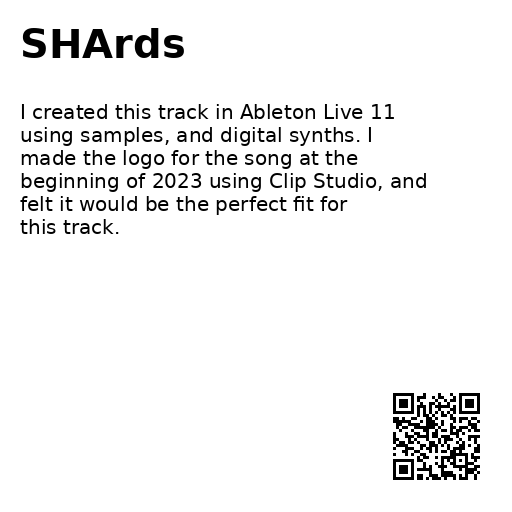 SHArds
I created this track in Ableton Live 11
using samples, and digital synths. I
made the logo for the song at the
beginning of 2023 using Clip Studio, and
felt it would be the perfect fit for
this track.